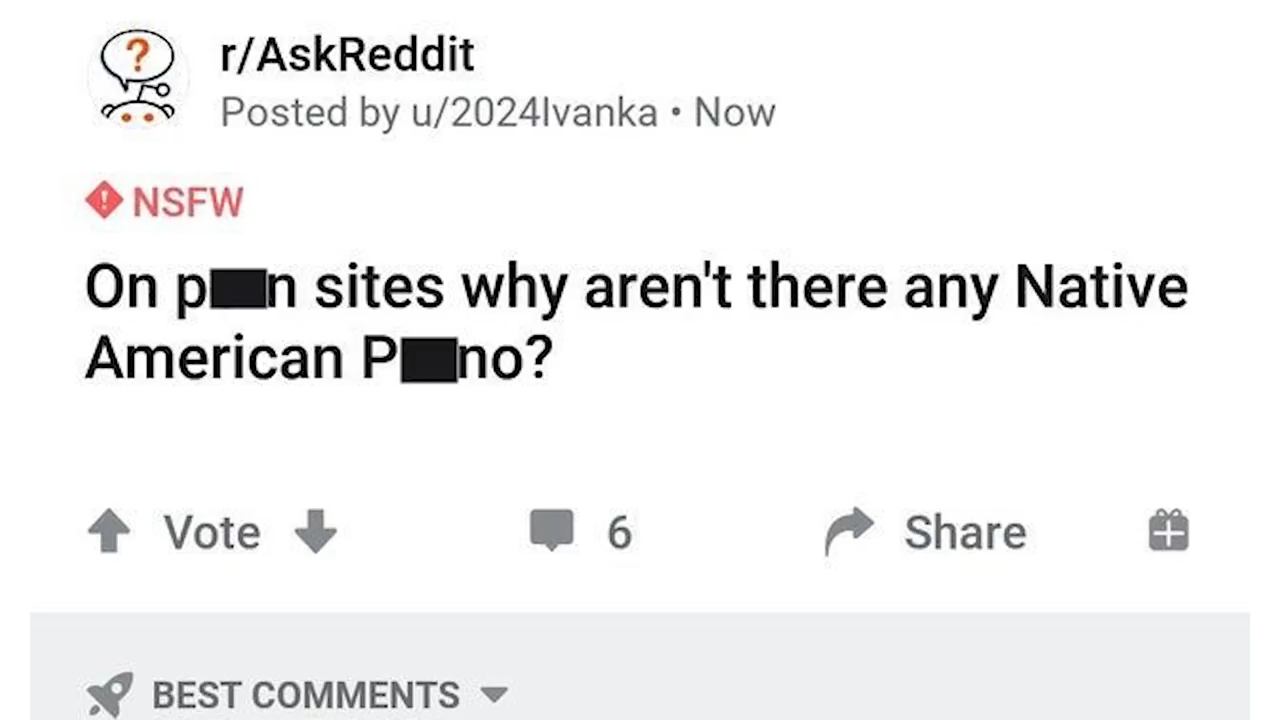 r/AskReddit
Posted by u/2024Ivanka • Now
NSFW
On p██n sites why aren't there any Native
American P██no?
Vote
6
Share
BEST COMMENTS